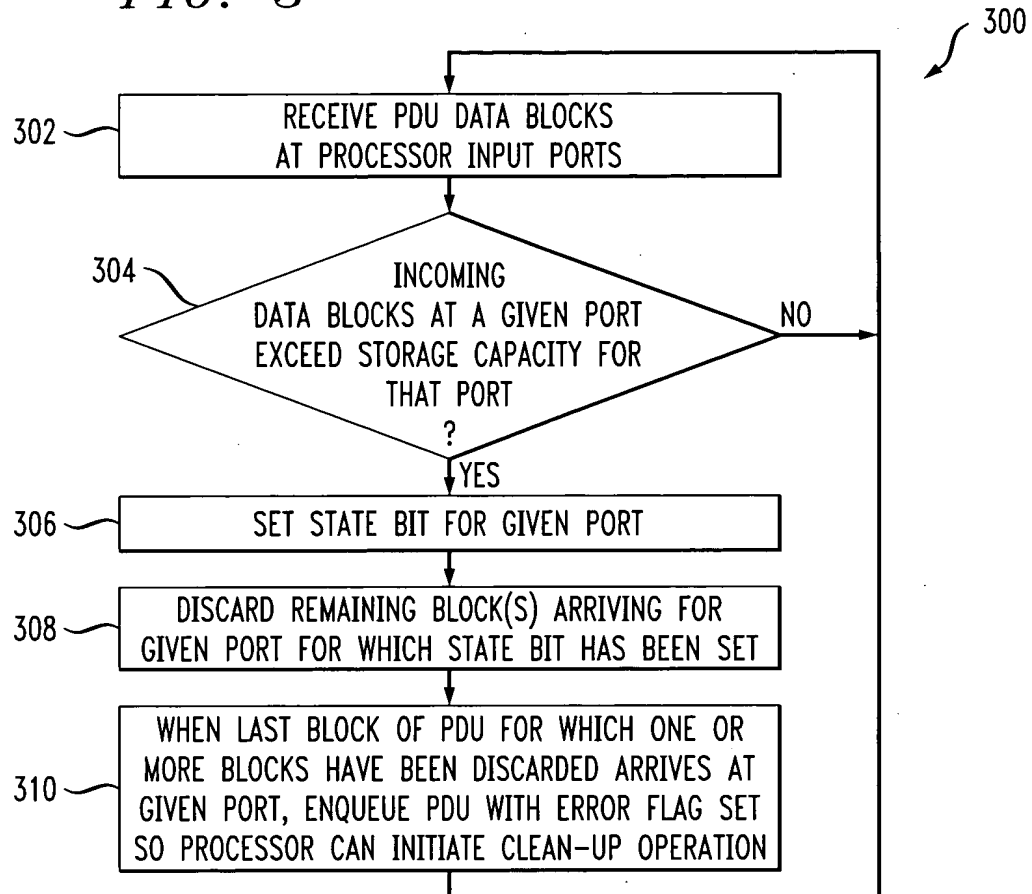 FIG. 3
300
302
RECEIVE PDU DATA BLOCKS
AT PROCESSOR INPUT PORTS
304
INCOMING
DATA BLOCKS AT A GIVEN PORT
EXCEED STORAGE CAPACITY FOR
THAT PORT
?
NO
YES
306
SET STATE BIT FOR GIVEN PORT
308
DISCARD REMAINING BLOCK(S) ARRIVING FOR
GIVEN PORT FOR WHICH STATE BIT HAS BEEN SET
310
WHEN LAST BLOCK OF PDU FOR WHICH ONE OR
MORE BLOCKS HAVE BEEN DISCARDED ARRIVES AT
GIVEN PORT, ENQUEUE PDU WITH ERROR FLAG SET
SO PROCESSOR CAN INITIATE CLEAN-UP OPERATION